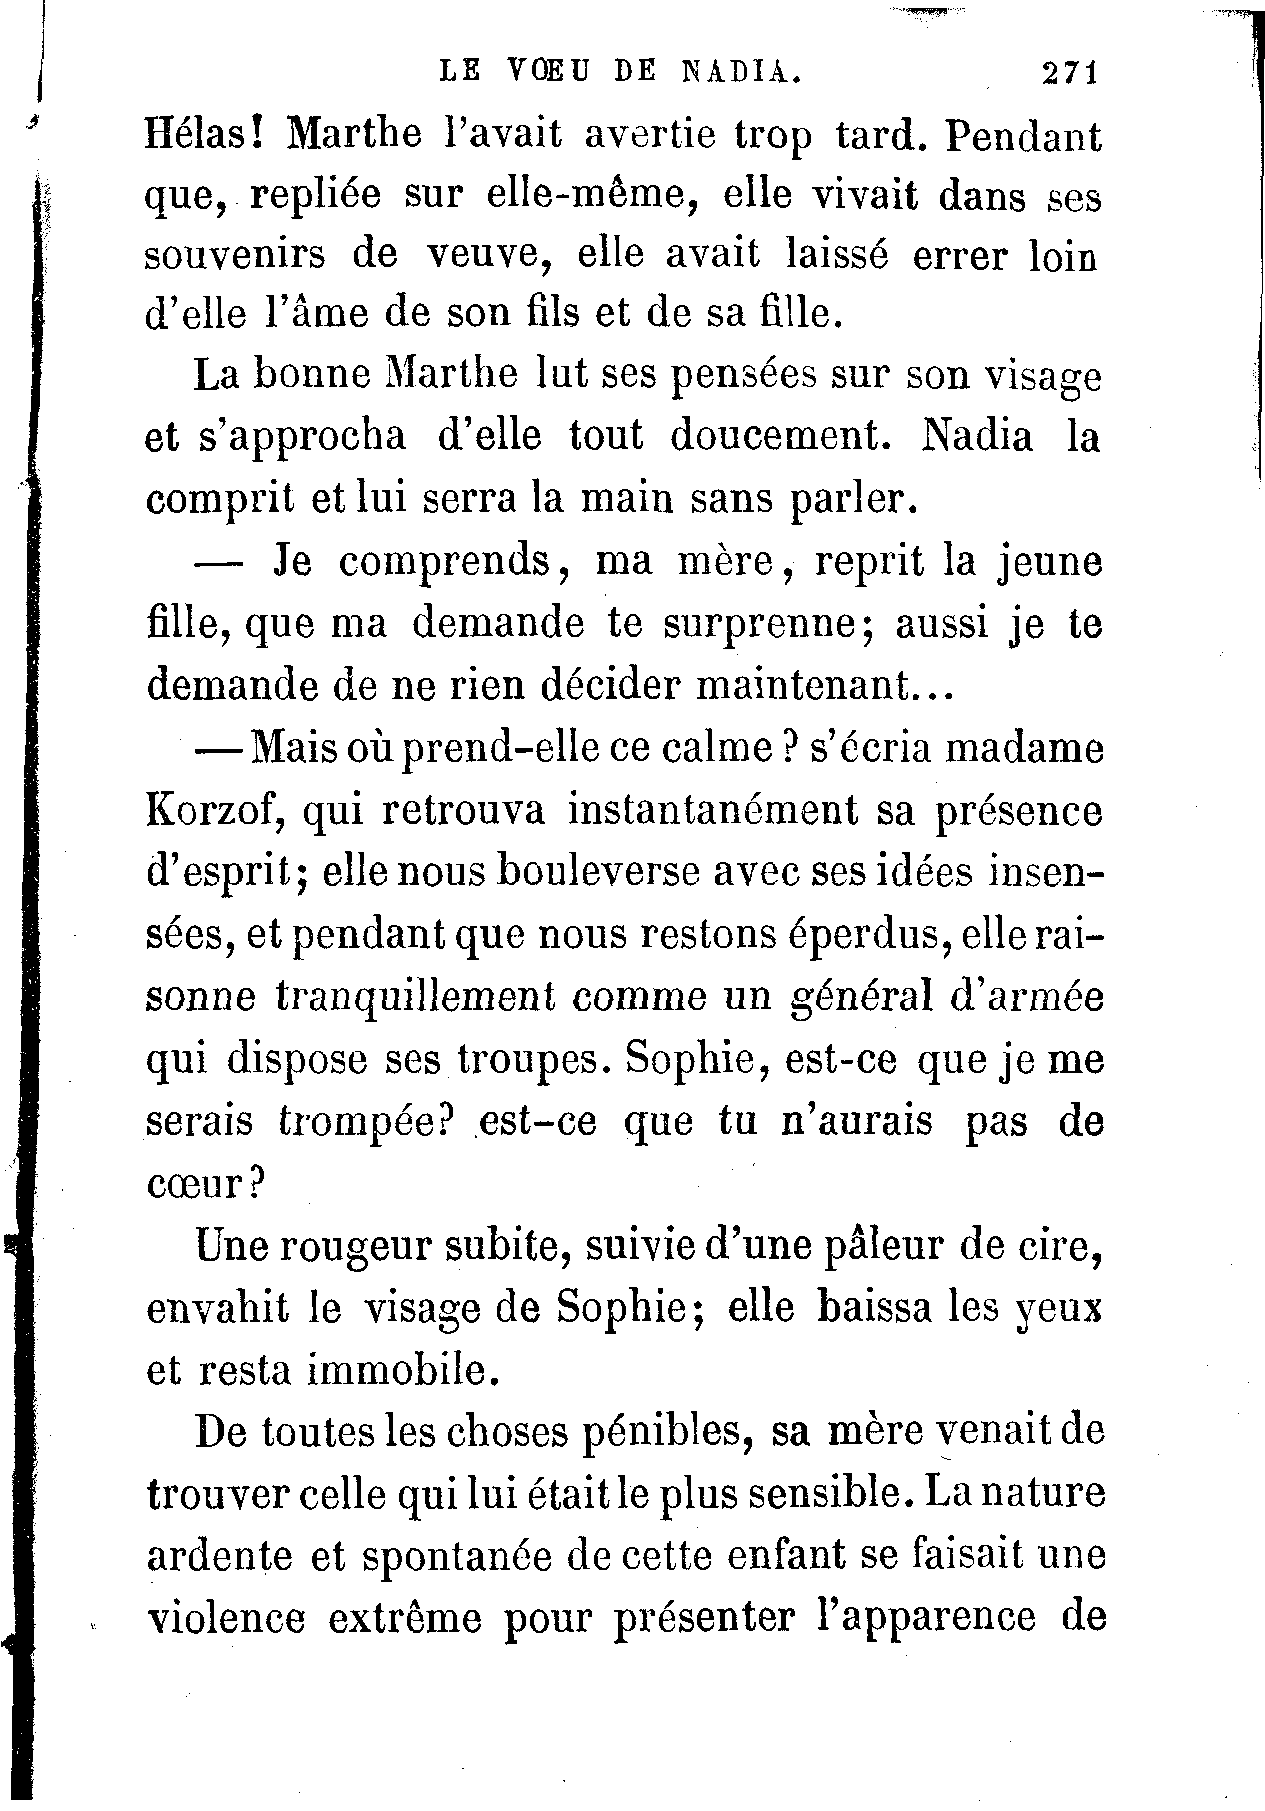 LE VŒU DE NADIA. 271
Hélas! Marthe l'avait avertie trop tard. Pendant
que, repliée sur elle-même, elle vivait dans ses
souvenirs de veuve, elle avait laissé errer loin
d'elle l'âme de son fils et de sa fille.
La bonne Marthe lut ses pensées sur son visage
et s'approcha d'elle tout doucement. Nadia la
comprit et lui serra la main sans parler.
— Je comprends, ma mère, reprit la jeune
fille, que ma demande te surprenne; aussi je te
demande de ne rien décider maintenant...
— Mais où prend-elle ce calme ? s'écria madame
Korzof, qui retrouva instantanément sa présence
d'esprit; elle nous bouleverse avec ses idées insen-
sées, et pendant que nous restons éperdus, elle rai-
sonne tranquillement comme un général d'armée
qui dispose ses troupes. Sophie, est-ce que je me
serais trompée? est-ce que tu n'aurais pas de
cœur?
Une rougeur subite, suivie d'une pâleur de cire,
envahit le visage de Sophie; elle baissa les yeux
et resta immobile.
De toutes les choses pénibles, sa mère venait de
trouver celle qui lui était le plus sensible. La nature
ardente et spontanée de cette enfant se faisait une
violence extrême pour présenter l'apparence de